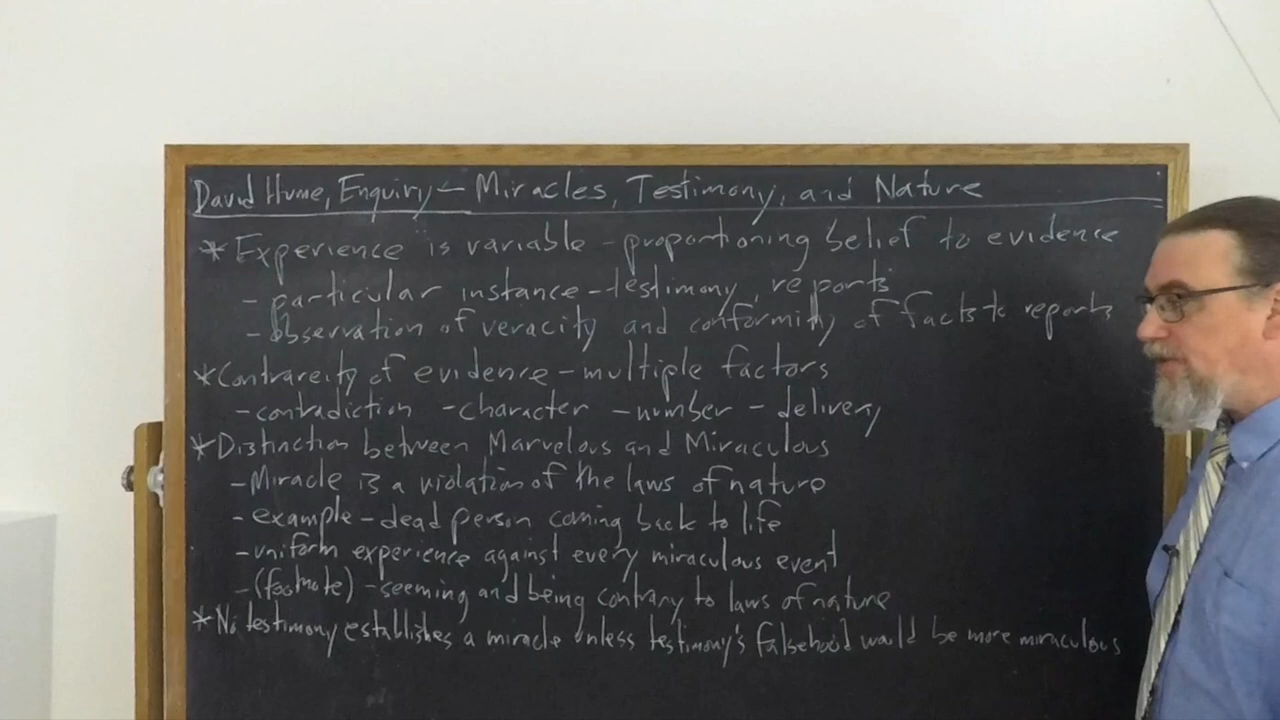 David Hume, Enquiry - Miracles, Testimony, and Nature
* Experience is variable - proportioning belief to evidence
- particular instance - testimony, reports
- observation of veracity and conformity of facts to reports
* Contrareity of evidence - multiple factors
- contradiction - character - number - delivery
* Distinction between Marvelous and Miraculous
- Miracle is a violation of the laws of nature
- example - dead person coming back to life
- uniform experience against every miraculous event
- (footnote) - seeming and being contrary to laws of nature
* No testimony establishes a miracle unless testimony's falsehood would be more miraculous